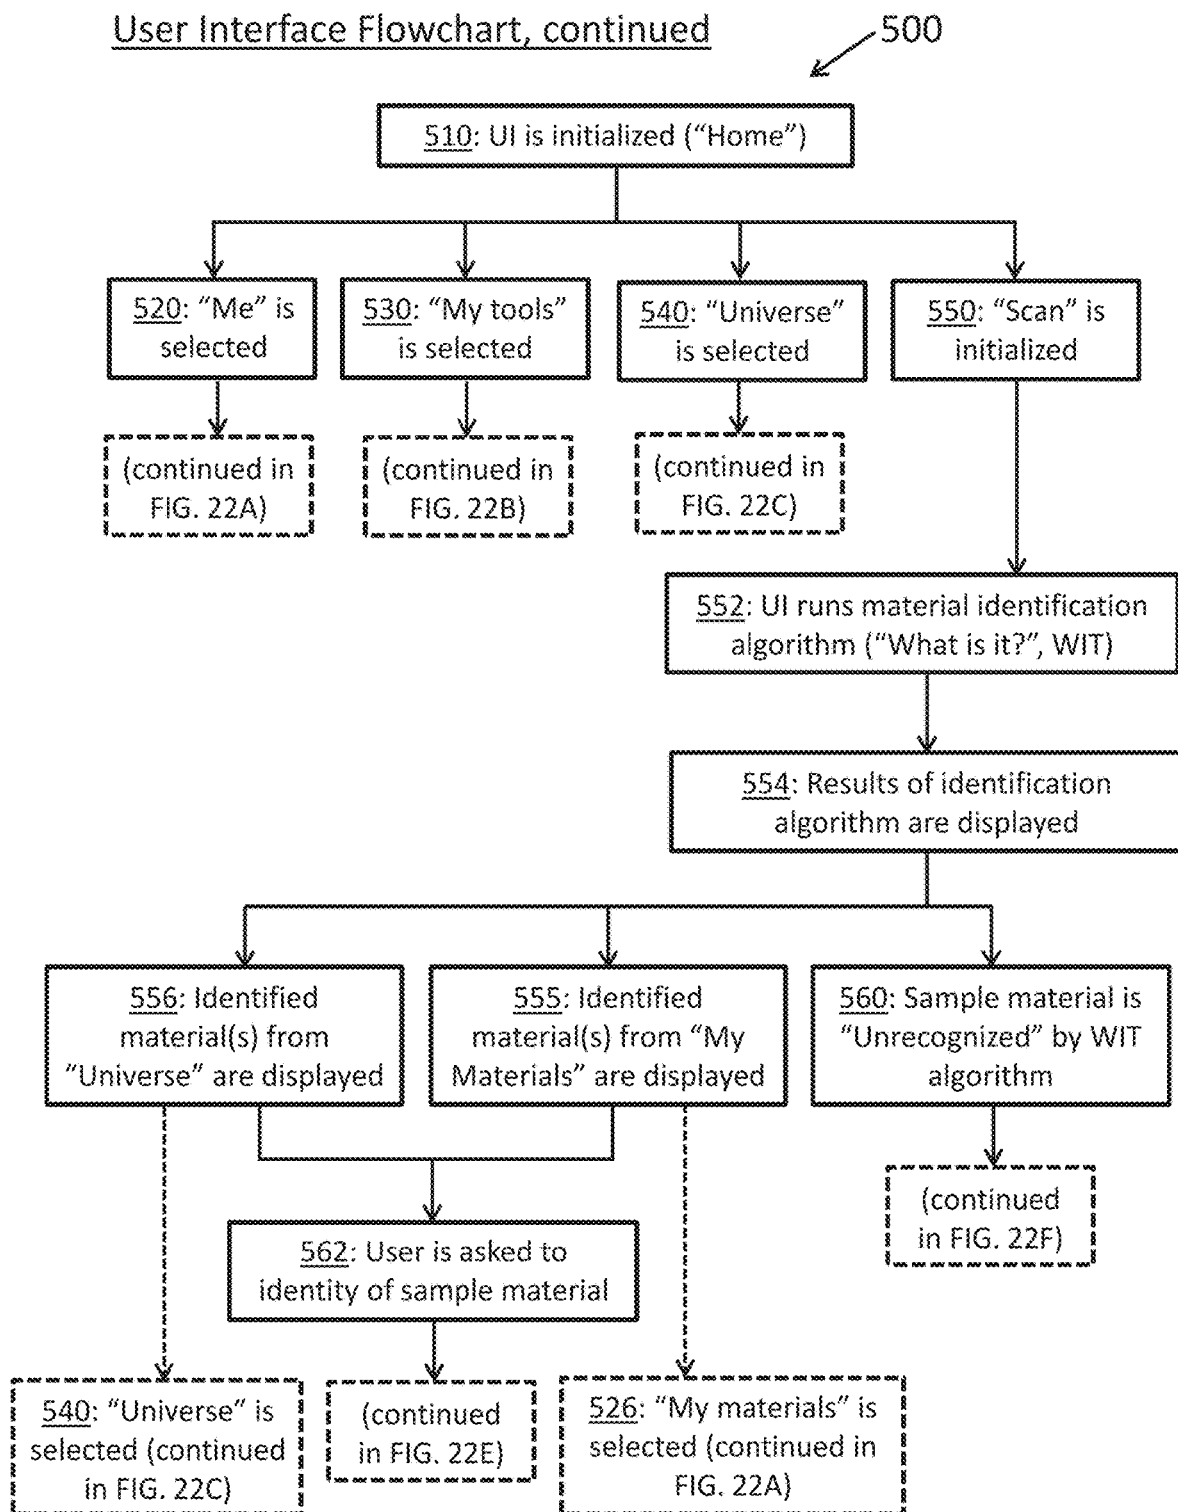 User Interface Flowchart, continued
500
510: UI is initialized (“Home”)
520: “Me” is
selected
530: “My tools”
is selected
540: “Universe”
is selected
550: “Scan” is
initialized
(continued in
FIG. 22A)
(continued in
FIG. 22B)
(continued in
FIG. 22C)
552: UI runs material identification
algorithm (“What is it?”, WIT)
554: Results of identification
algorithm are displayed
556: Identified
material(s) from
“Universe” are displayed
555: Identified
material(s) from “My
Materials” are displayed
560: Sample material is
“Unrecognized” by WIT
algorithm
(continued
in FIG. 22F)
562: User is asked to
identity of sample material
540: “Universe” is
selected (continued
in FIG. 22C)
(continued
in FIG. 22E)
526: “My materials” is
selected (continued in
FIG. 22A)